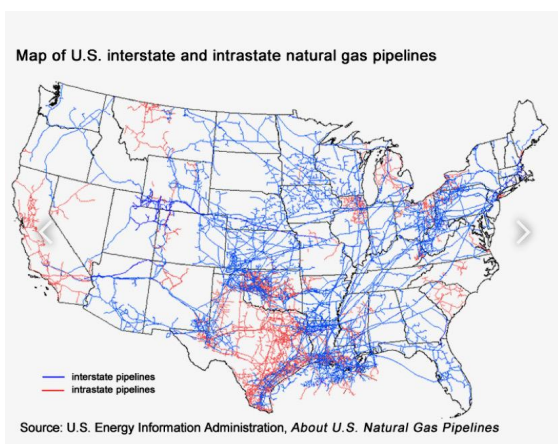 Map of U.S. interstate and intrastate natural gas pipelines
interstate pipelines
intrastate pipelines
Source: U.S. Energy Information Administration, About U.S. Natural Gas Pipelines